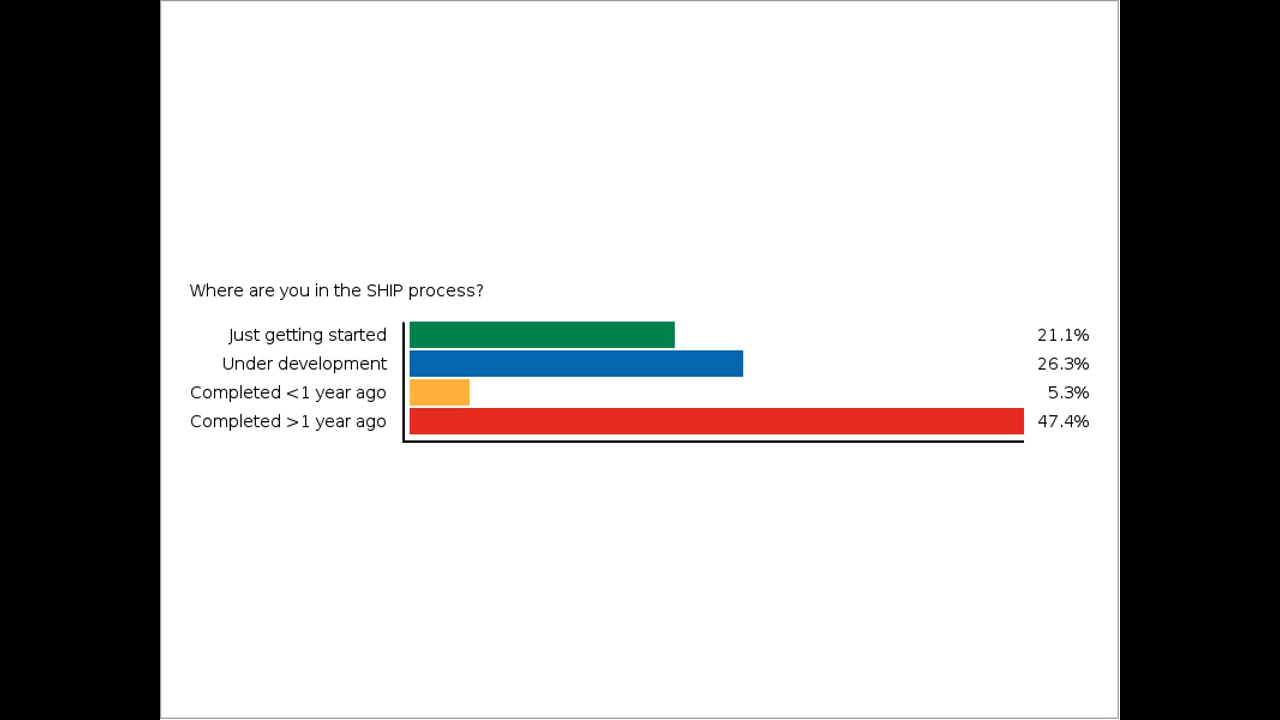 Where are you in the SHIP process?
Just getting started 21.1%
Under development 26.3%
Completed <1 year ago 5.3%
Completed >1 year ago 47.4%